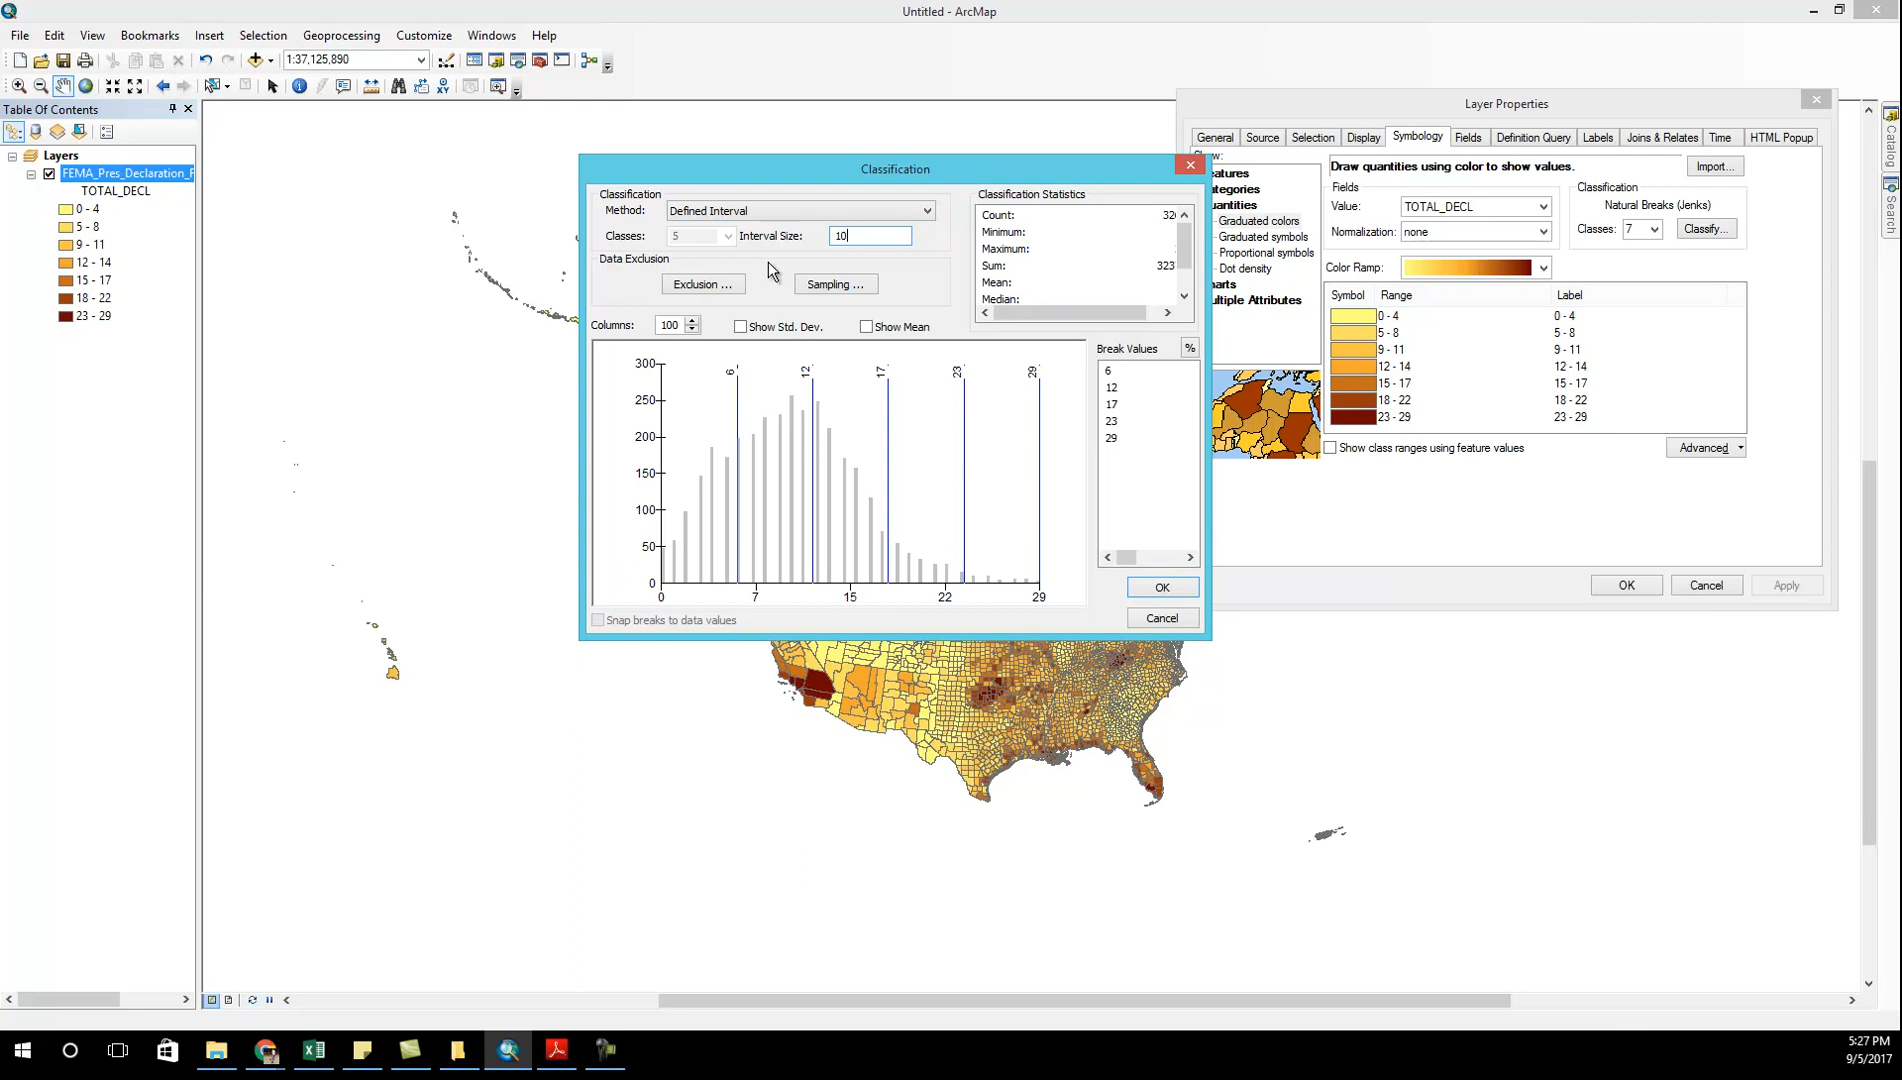 Untitled - ArcMap
File Edit View Bookmarks Insert Selection Geoprocessing Customize Windows Help
1:37,125,890
Table Of Contents
Layers
FEMA_Pres_Declaration_F
TOTAL_DECL
0 - 4
5 - 8
9 - 11
12 - 14
15 - 17
18 - 22
23 - 29
Classification
Classification
Method: Defined Interval
Classes: 5 Interval Size: 10
Data Exclusion
Exclusion ... Sampling ...
Columns: 100 Show Std. Dev. Show Mean
Classification Statistics
Count: 320
Minimum:
Maximum:
Sum: 323
Mean:
Median:
Break Values %
6
12
17
23
29
300
250
200
150
100
50
0
6 12 17 23 29
0 7 15 22 29
Snap breaks to data values
OK
Cancel
Layer Properties
General Source Selection Display Symbology Fields Definition Query Labels Joins & Relates Time HTML Popup
w:
eatures
ategories
uantities
Graduated colors
Graduated symbols
Proportional symbols
Dot density
harts
ultiple Attributes
Draw quantities using color to show values. Import...
Fields
Value: TOTAL_DECL
Normalization: none
Classification
Natural Breaks (Jenks)
Classes: 7 Classify...
Color Ramp:
Symbol Range Label
0 - 4 0 - 4
5 - 8 5 - 8
9 - 11 9 - 11
12 - 14 12 - 14
15 - 17 15 - 17
18 - 22 18 - 22
23 - 29 23 - 29
Show class ranges using feature values Advanced
OK Cancel Apply
Catalog
Search
5:27 PM
9/5/2017